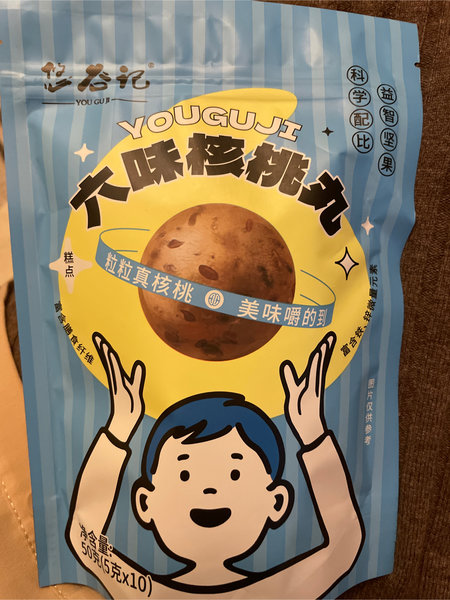 悠谷记
YOU GU JI
科学配比
益智坚果
YOUGUJI
六味核桃丸
糕点
粒粒真核桃
美味嚼的到
富含膳食纤维
富含铁、锌微量元素
图片仅供参考
净含量:
50克(5克x10)